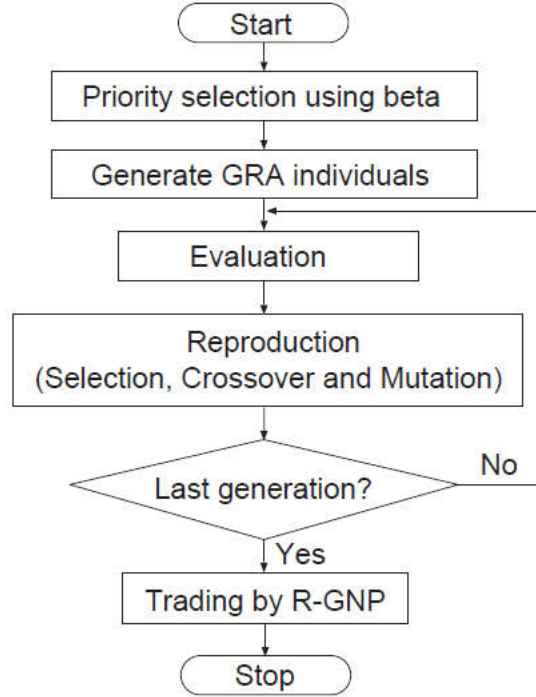 Start
Priority selection using beta
Generate GRA individuals
Evaluation
Reproduction
(Selection, Crossover and Mutation)
Last generation?
No
Yes
Trading by R-GNP
Stop